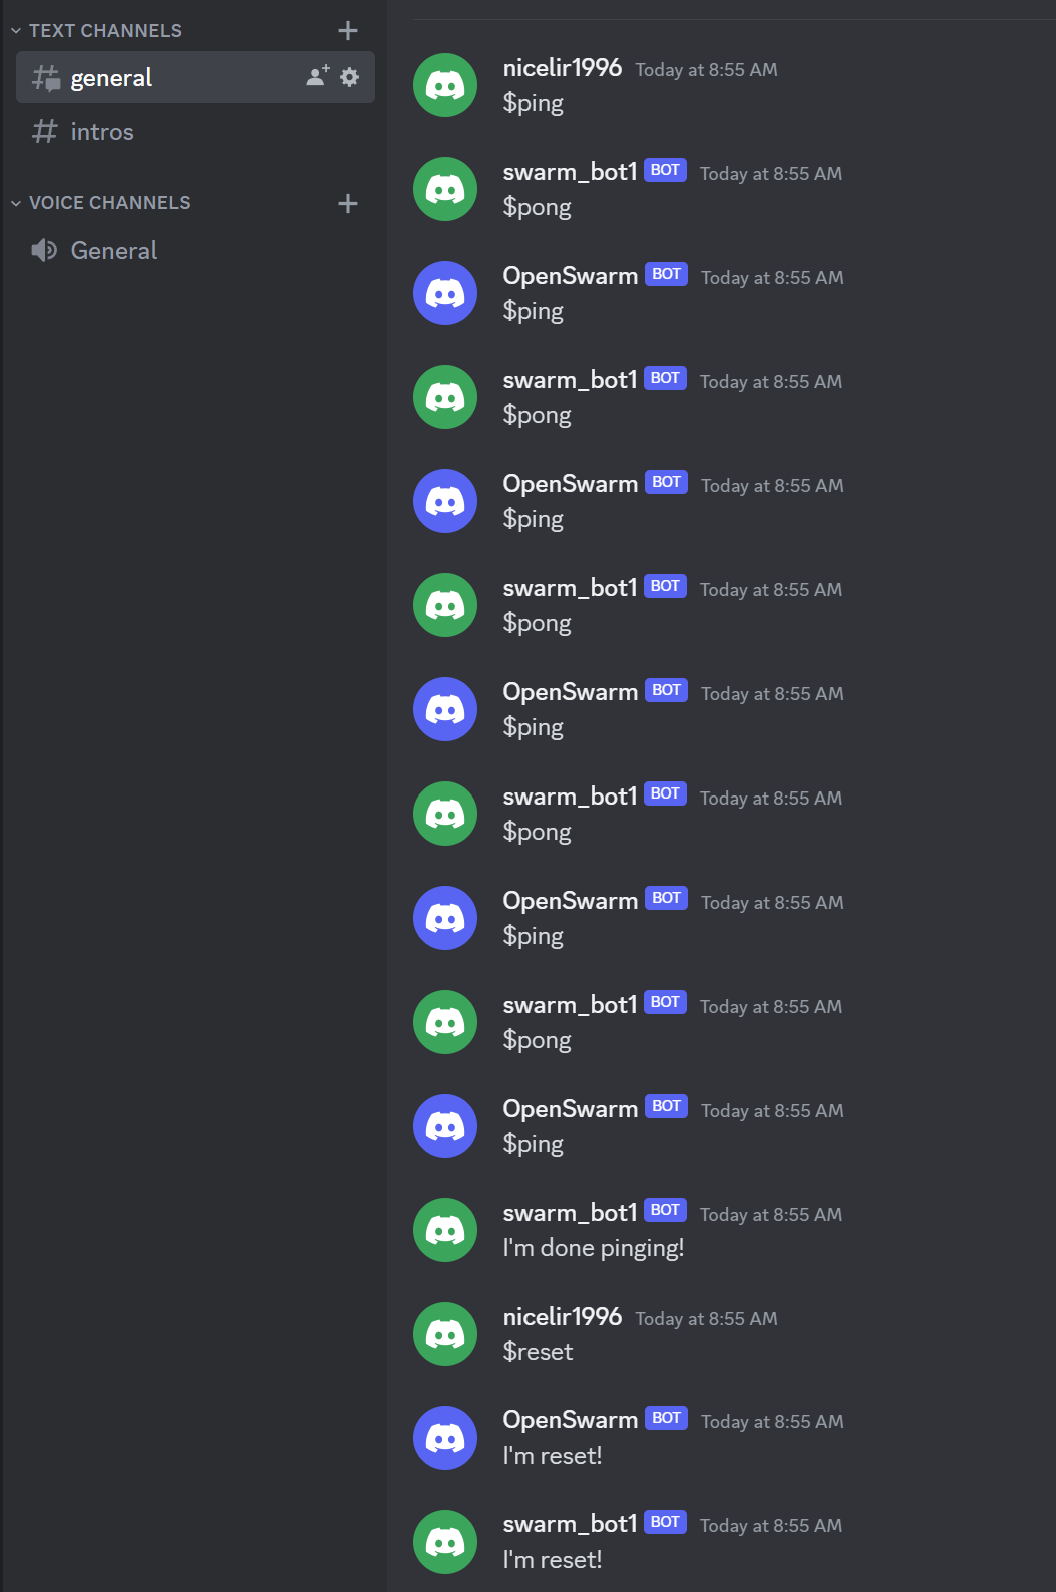 TEXT CHANNELS
general
intros
VOICE CHANNELS
General
nicelir1996 Today at 8:55 AM
$ping
swarm_bot1 BOT Today at 8:55 AM
$pong
OpenSwarm BOT Today at 8:55 AM
$ping
swarm_bot1 BOT Today at 8:55 AM
$pong
OpenSwarm BOT Today at 8:55 AM
$ping
swarm_bot1 BOT Today at 8:55 AM
$pong
OpenSwarm BOT Today at 8:55 AM
$ping
swarm_bot1 BOT Today at 8:55 AM
$pong
OpenSwarm BOT Today at 8:55 AM
$ping
swarm_bot1 BOT Today at 8:55 AM
$pong
OpenSwarm BOT Today at 8:55 AM
$ping
swarm_bot1 BOT Today at 8:55 AM
I'm done pinging!
nicelir1996 Today at 8:55 AM
$reset
OpenSwarm BOT Today at 8:55 AM
I'm reset!
swarm_bot1 BOT Today at 8:55 AM
I'm reset!